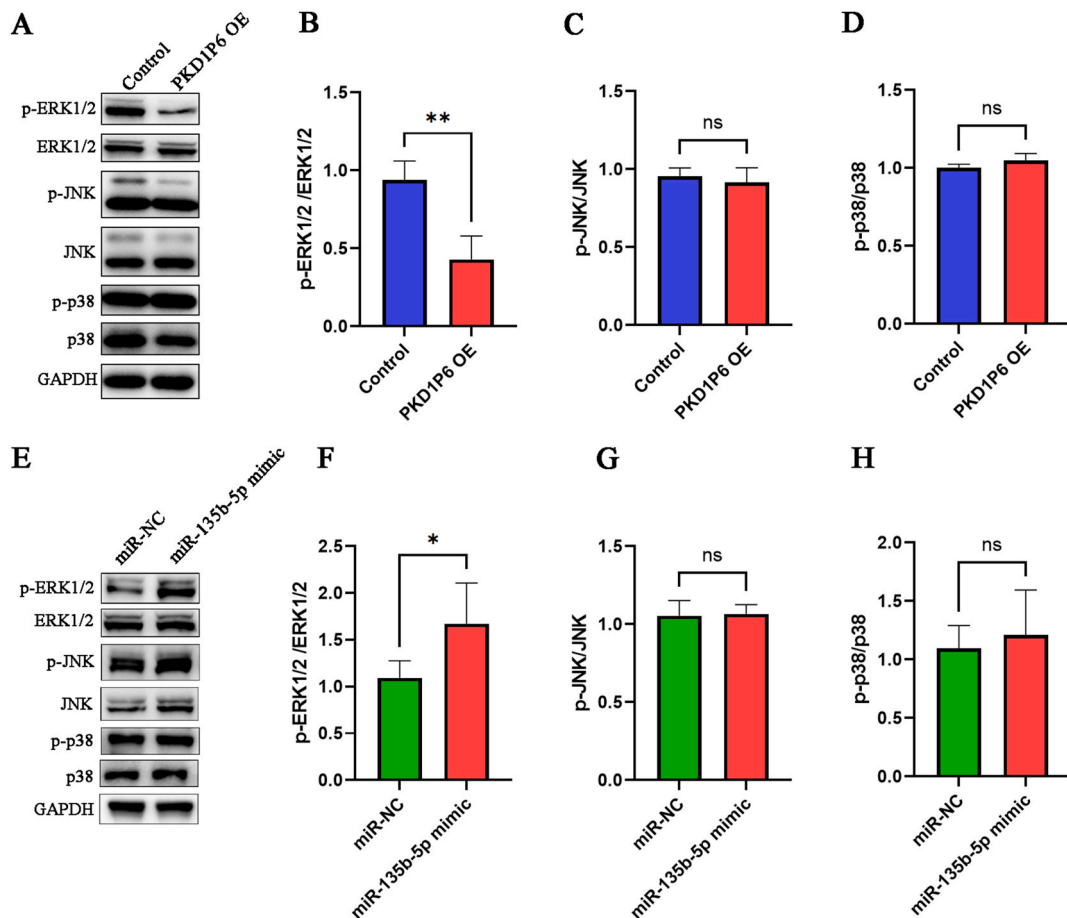 A
Control
PKD1P6 OE
p-ERK1/2
ERK1/2
p-JNK
JNK
p-p38
p38
GAPDH
B
p-ERK1/2 /ERK1/2
1.5
1.0
0.5
0.0
**
Control
PKD1P6 OE
C
p-JNK/JNK
1.5
1.0
0.5
0.0
ns
Control
PKD1P6 OE
D
p-p38/p38
1.5
1.0
0.5
0.0
ns
Control
PKD1P6 OE
E
miR-NC
miR-135b-5p mimic
p-ERK1/2
ERK1/2
p-JNK
JNK
p-p38
p38
GAPDH
F
p-ERK1/2 /ERK1/2
2.5
2.0
1.5
1.0
0.5
0.0
*
miR-NC
miR-135b-5p mimic
G
p-JNK/JNK
1.5
1.0
0.5
0.0
ns
miR-NC
miR-135b-5p mimic
H
p-p38/p38
2.0
1.5
1.0
0.5
0.0
ns
miR-NC
miR-135b-5p mimic